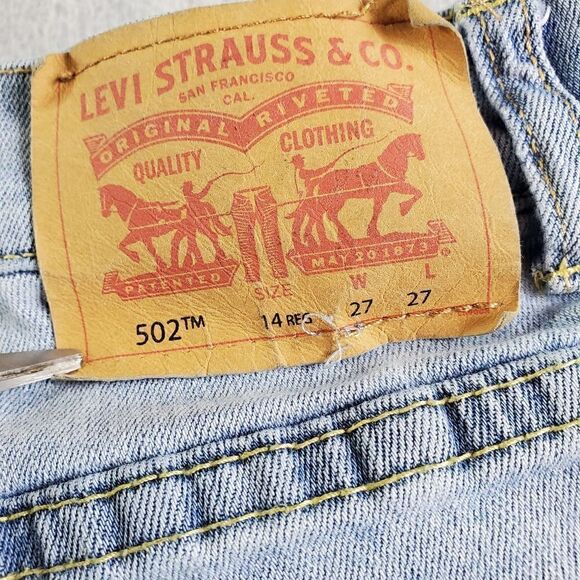 LEVI STRAUSS & CO.
SAN FRANCISCO
CAL.
ORIGINAL RIVETED
QUALITY CLOTHING
PATENTED MAY 20 1873
SIZE W L
502™ 14 REG 27 27